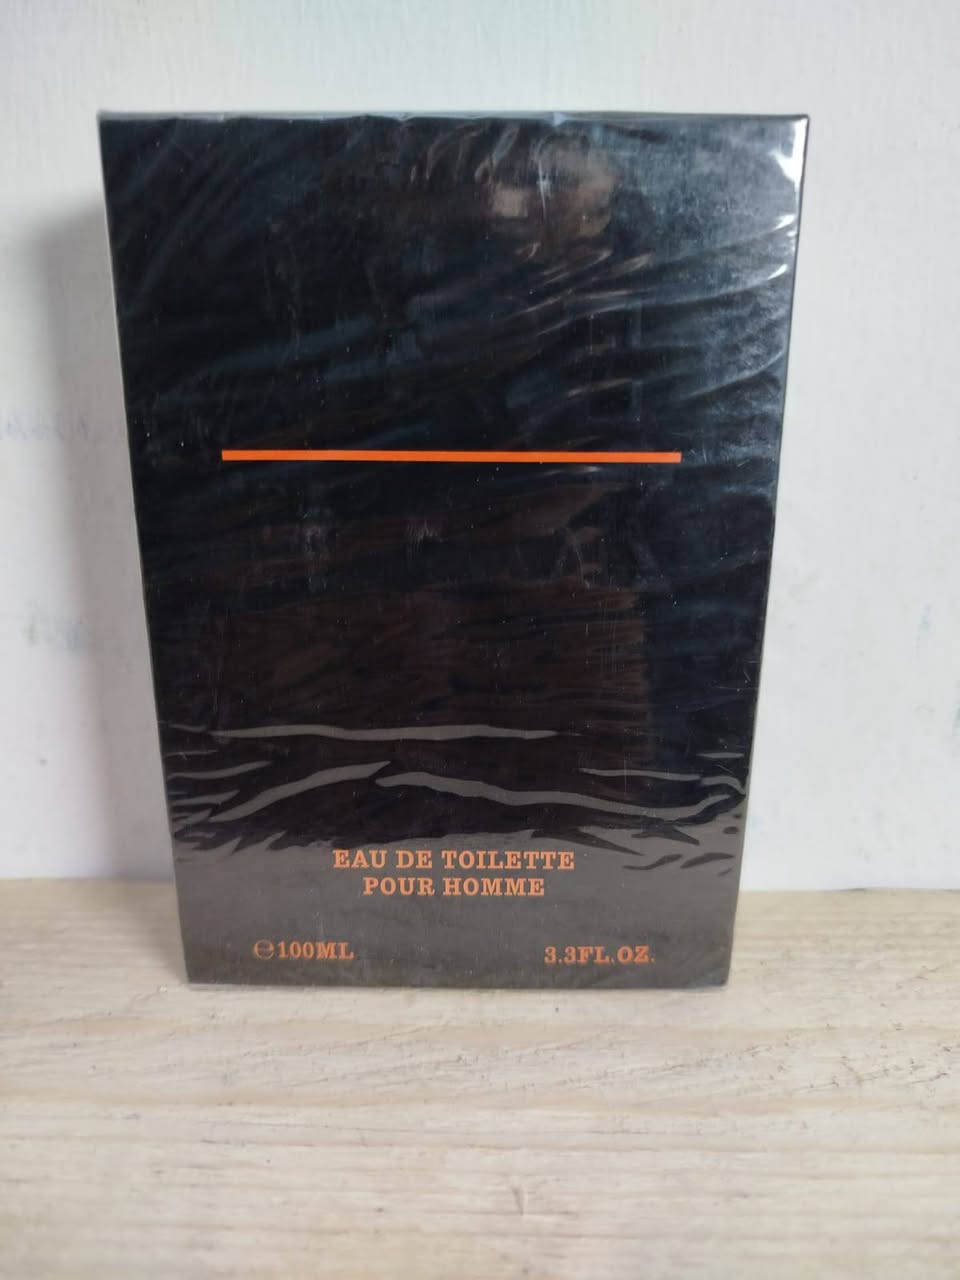 EAU DE TOILETTE
POUR HOMME
℮100ML 3.3FL.OZ.